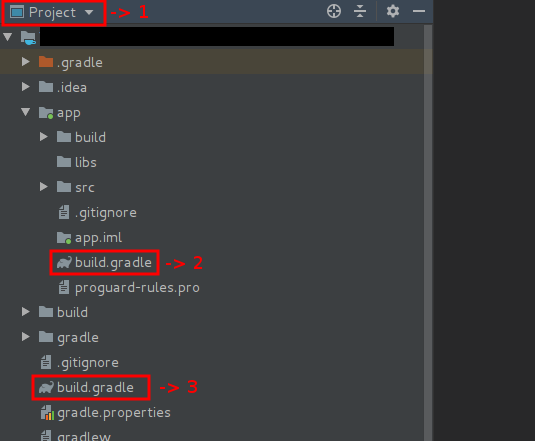 Project -> 1
.gradle
.idea
app
build
libs
src
.gitignore
app.iml
build.gradle -> 2
proguard-rules.pro
build
gradle
.gitignore
build.gradle -> 3
gradle.properties
gradlew